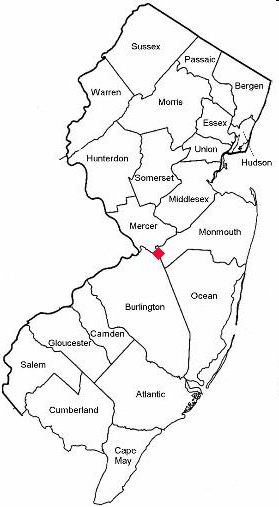 Sussex
Passaic
Bergen
Warren
Morris
Essex
Union
Hudson
Hunterdon
Somerset
Middlesex
Mercer
Monmouth
Ocean
Burlington
Camden
Gloucester
Salem
Atlantic
Cumberland
Cape
May